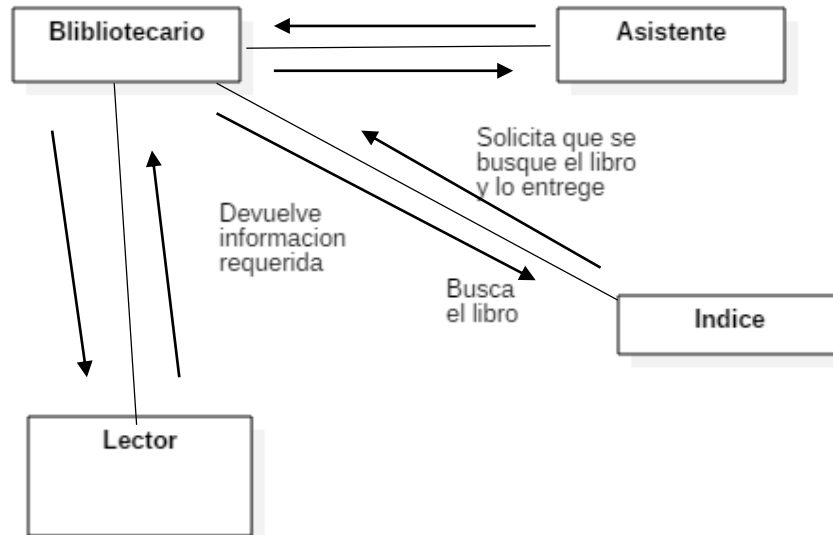 Blibliotecario
Asistente
Solicita que se
busque el libro
y lo entrege
Devuelve
informacion
requerida
Busca
el libro
Indice
Lector